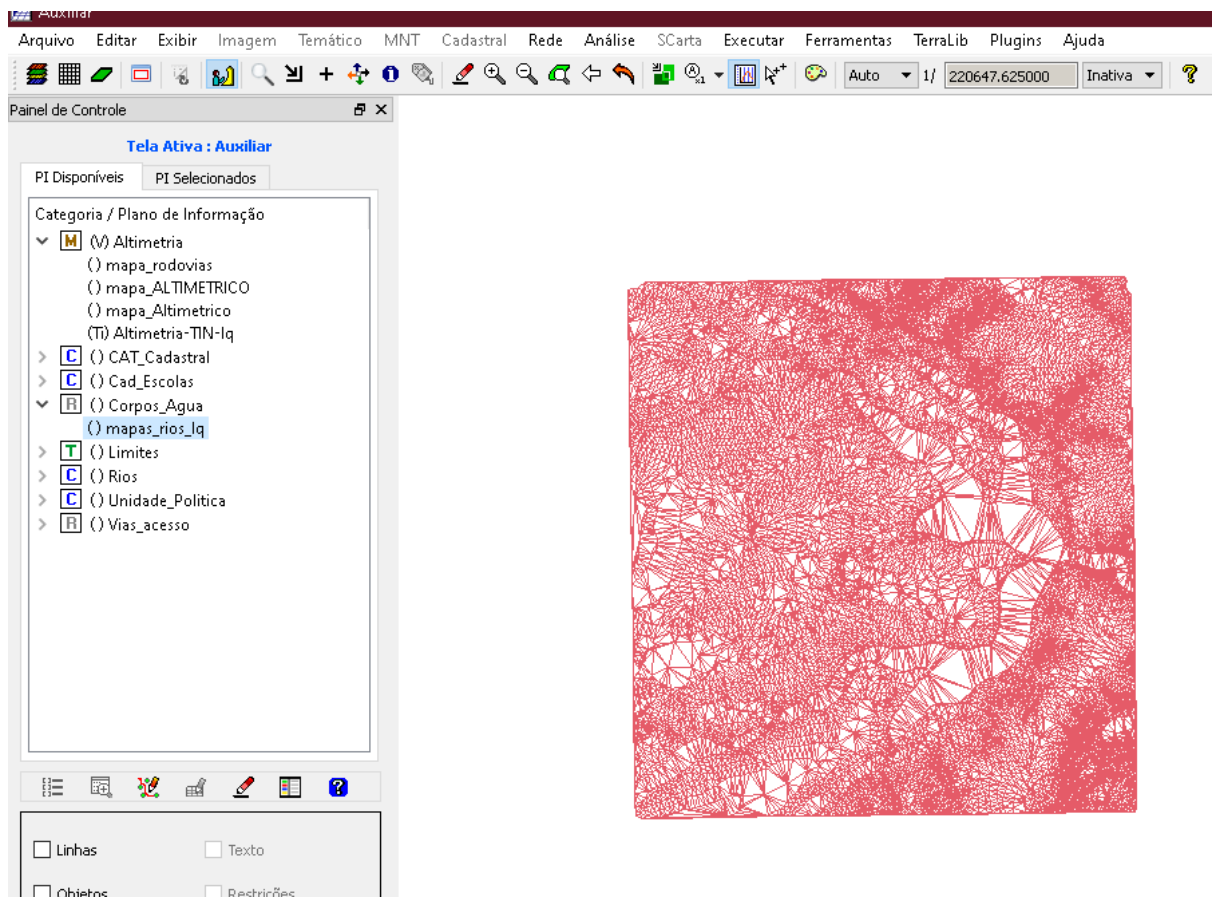 Auxiliar
Arquivo Editar Exibir Imagem Temático MNT Cadastral Rede Análise SCarta Executar Ferramentas TerraLib Plugins Ajuda
Auto 1/ 220647.625000 Inativa
Painel de Controle
Tela Ativa : Auxiliar
PI Disponíveis PI Selecionados
Categoria / Plano de Informação
M (V) Altimetria
() mapa_rodovias
() mapa_ALTIMETRICO
() mapa_Altimetrico
(Ti) Altimetria-TIN-Iq
C () CAT_Cadastral
C () Cad_Escolas
R () Corpos_Agua
() mapas_rios_Iq
T () Limites
C () Rios
C () Unidade_Politica
R () Vias_acesso
Linhas Texto
Objetos Restrições